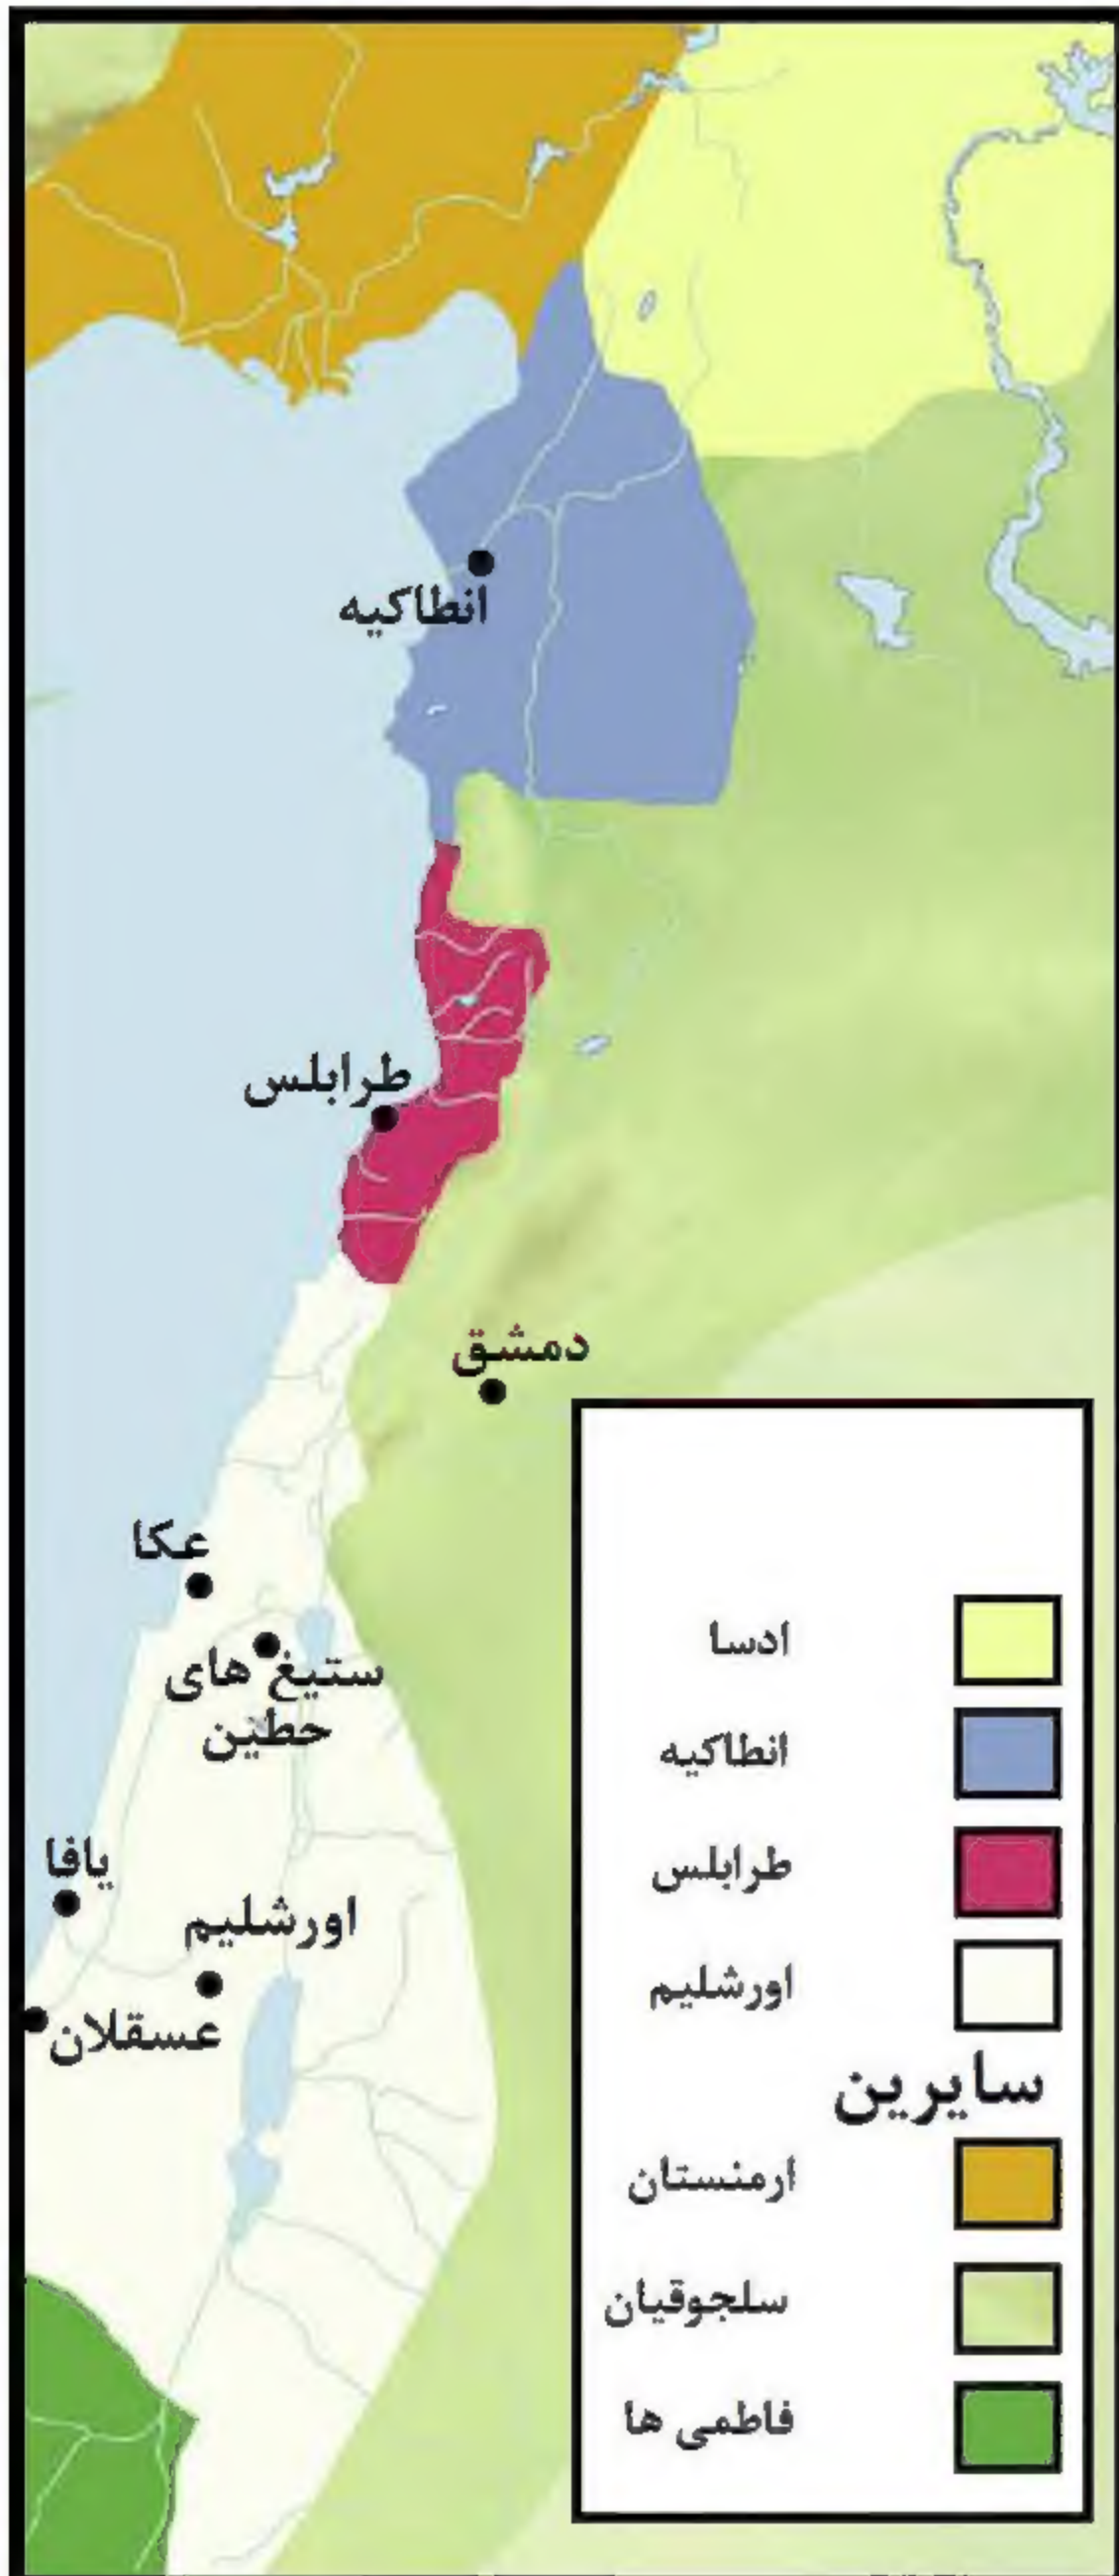 انطاکیه
طرابلس
دمشق
عکا
ستیغ های
حطین
یافا
اورشلیم
عسقلان
ادسا
انطاکیه
طرابلس
اورشلیم
سایرین
ارمنستان
سلجوقیان
فاطمی ها